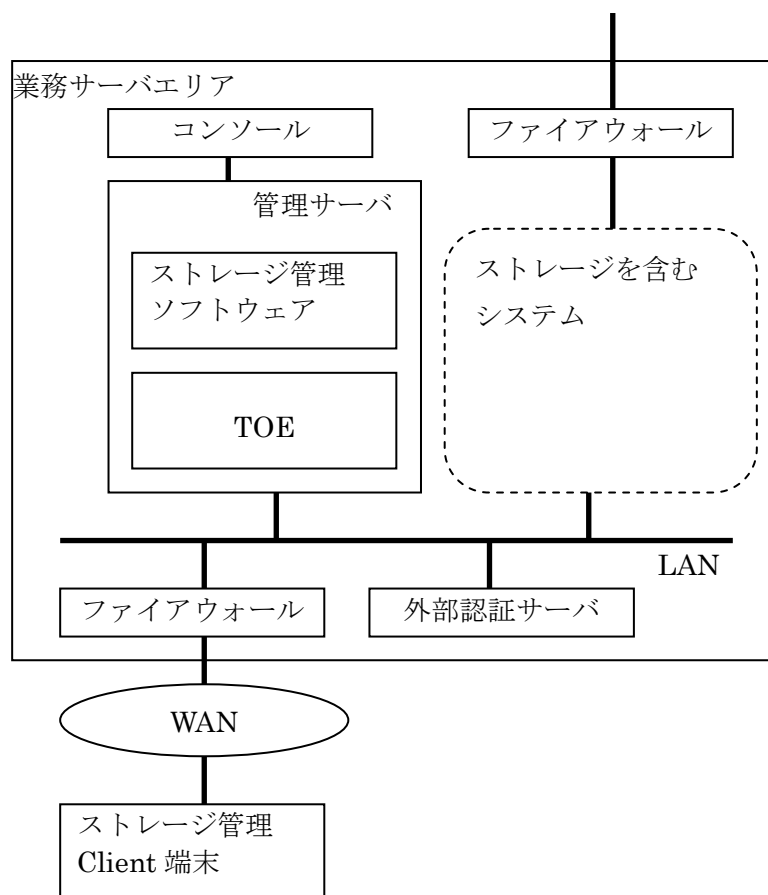 業務サーバエリア
コンソール
ファイアウォール
管理サーバ
ストレージ管理
ソフトウェア
ストレージを含む
システム
TOE
LAN
ファイアウォール
外部認証サーバ
WAN
ストレージ管理
Client 端末